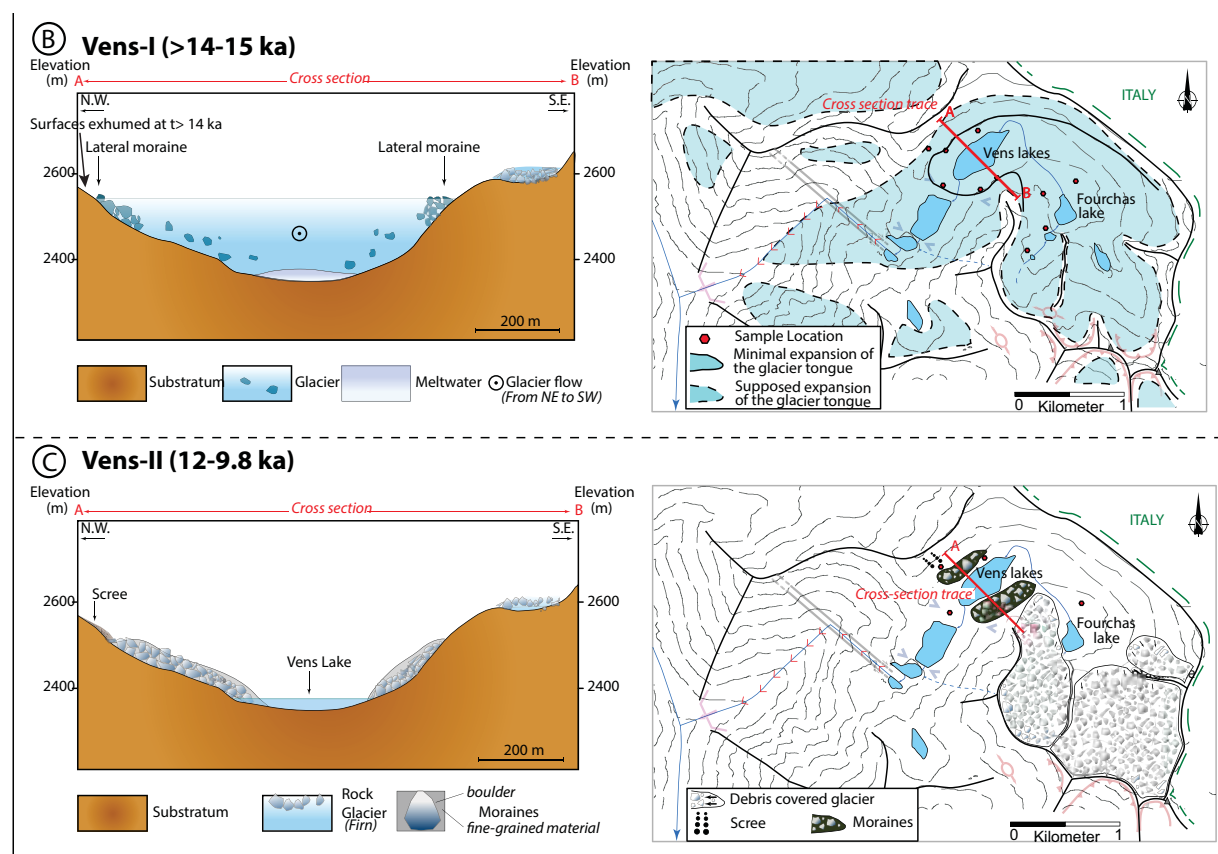 B Vens-I (>14-15 ka)
Elevation
(m) A
Cross section
Elevation
B (m)
N.W.
S.E.
Surfaces exhumed at t> 14 ka
Lateral moraine
Lateral moraine
2600
2600
2400
2400
200 m
Substratum
Glacier
Meltwater
Glacier flow
(From NE to SW)
ITALY
Cross section trace
A
Vens lakes
B
Fourchas
lake
Sample Location
Minimal expansion of
the glacier tongue
Supposed expansion
of the glacier tongue
0 Kilometer 1
C Vens-II (12-9.8 ka)
Elevation
(m) A
Cross section
Elevation
B (m)
N.W.
S.E.
Scree
2600
2600
Vens Lake
2400
2400
200 m
Substratum
Rock
Glacier
(Firn)
boulder
Moraines
fine-grained material
ITALY
A
Vens lakes
Cross-section trace
B
Fourchas
lake
Debris covered glacier
Scree
Moraines
0 Kilometer 1